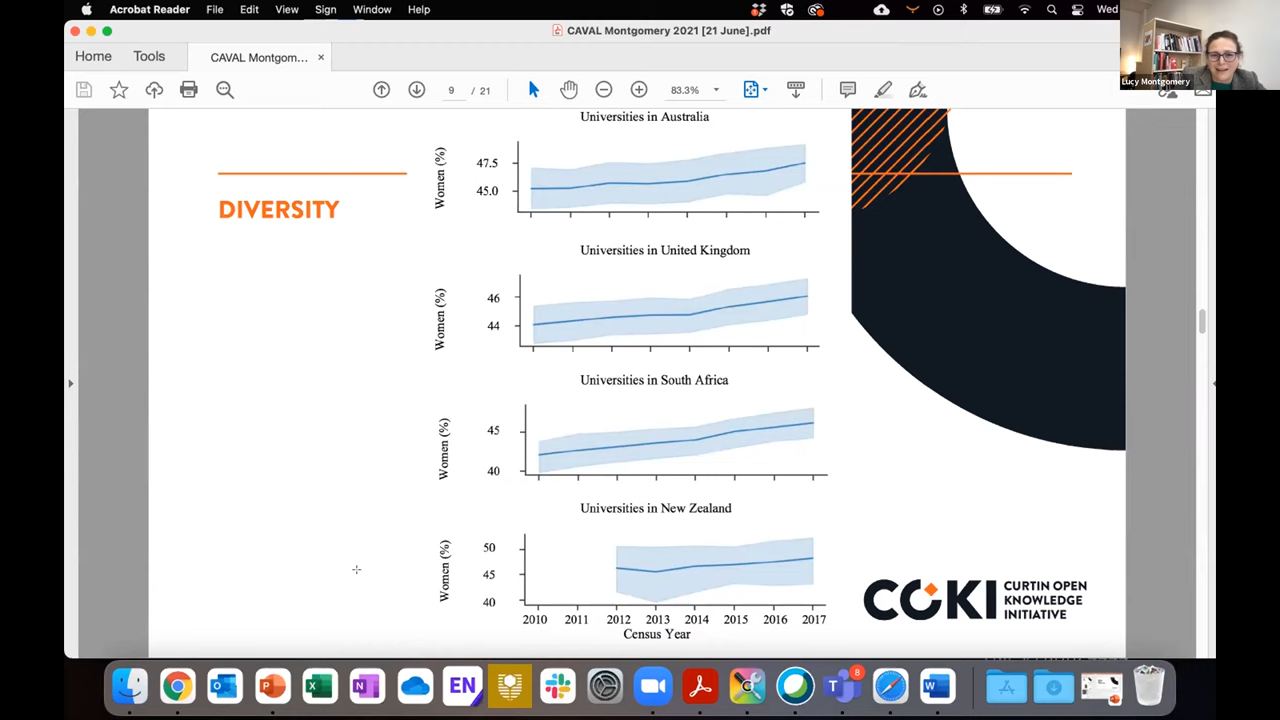 Acrobat Reader File Edit View Sign Window Help Wed
CAVAL Montgomery 2021 [21 June].pdf
Home Tools CAVAL Montgom... ×
9 / 21 83.3%
Lucy Montgomery
DIVERSITY
Universities in Australia
Women (%)
47.5
45.0
Universities in United Kingdom
Women (%)
46
44
Universities in South Africa
Women (%)
45
40
Universities in New Zealand
Women (%)
50
45
40
2010 2011 2012 2013 2014 2015 2016 2017
Census Year
COKI
CURTIN OPEN
KNOWLEDGE
INITIATIVE
EN
8